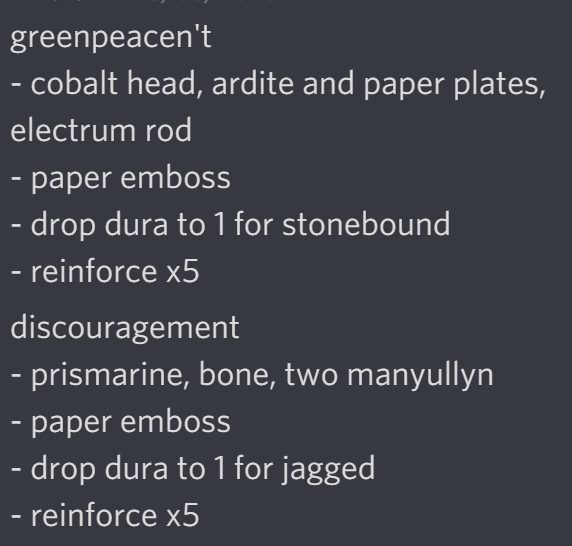 greenpeacen't
- cobalt head, ardite and paper plates,
electrum rod
- paper emboss
- drop dura to 1 for stonebound
- reinforce x5
discouragement
- prismarine, bone, two manyullyn
- paper emboss
- drop dura to 1 for jagged
- reinforce x5